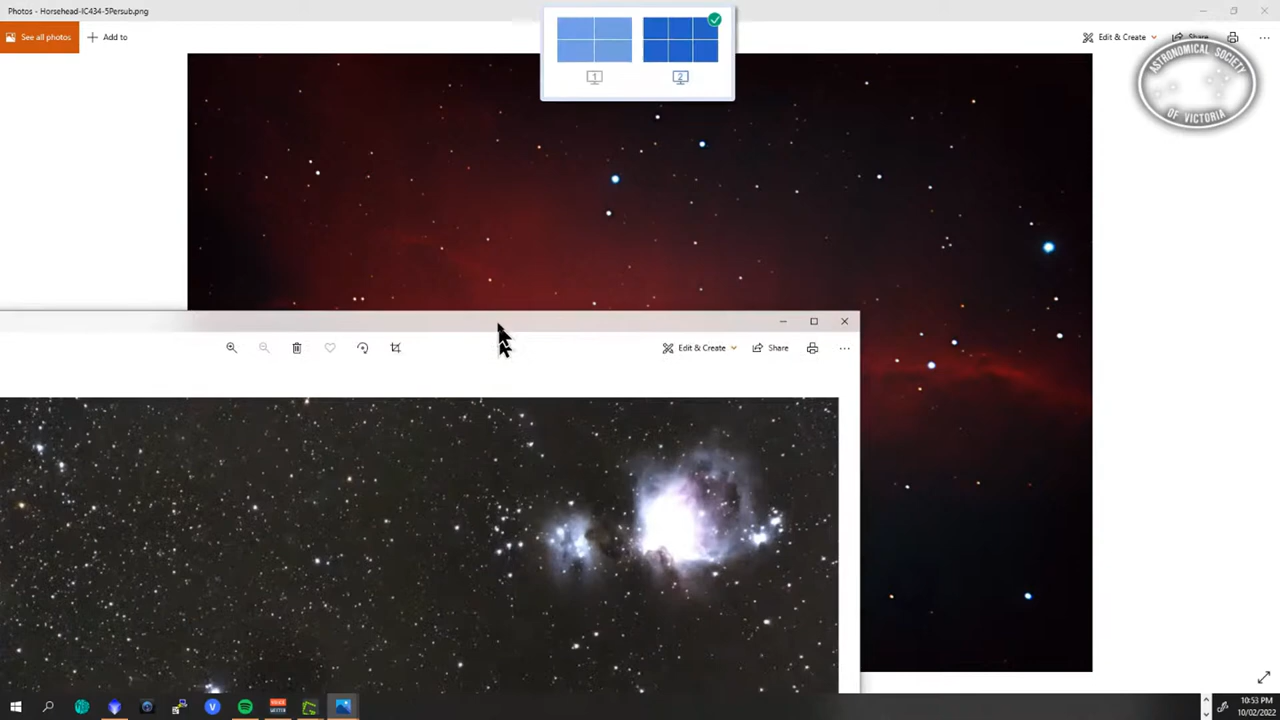 Photos - Horsehead-IC434-5Persub.png
See all photos
Add to
Edit & Create
Share
ASTRONOMICAL SOCIETY
OF VICTORIA
1
2
Edit & Create
Share
10:53 PM
10/02/2022